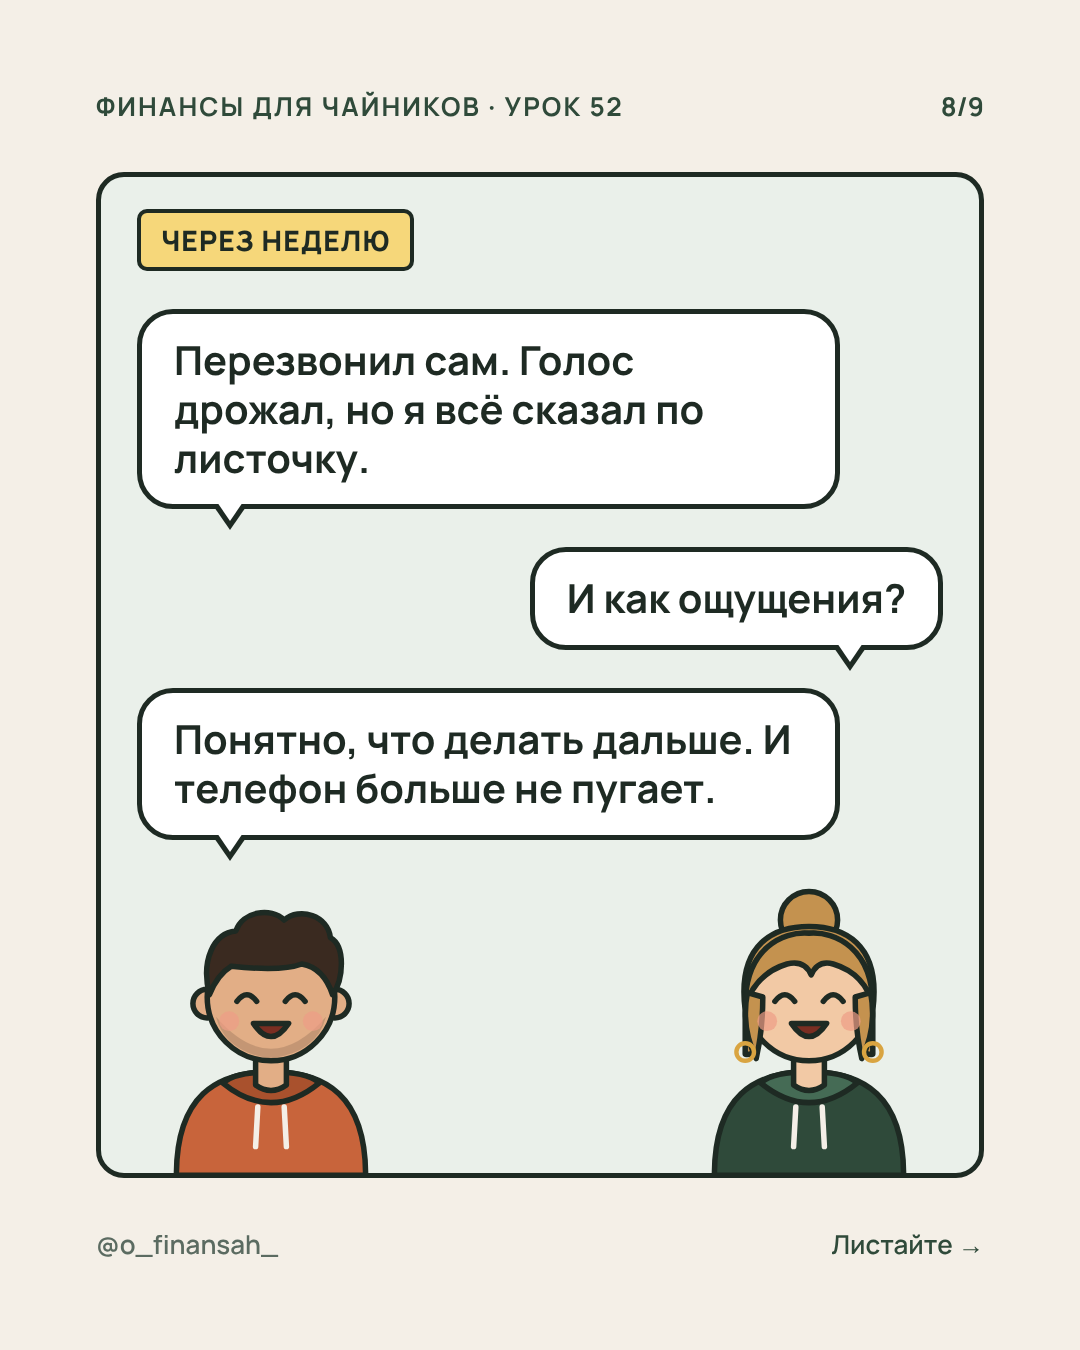 ФИНАНСЫ ДЛЯ ЧАЙНИКОВ · УРОК 52
8/9
ЧЕРЕЗ НЕДЕЛЮ
Перезвонил сам. Голос
дрожал, но я всё сказал по
листочку.
И как ощущения?
Понятно, что делать дальше. И
телефон больше не пугает.
@o_finansah_
Листайте →